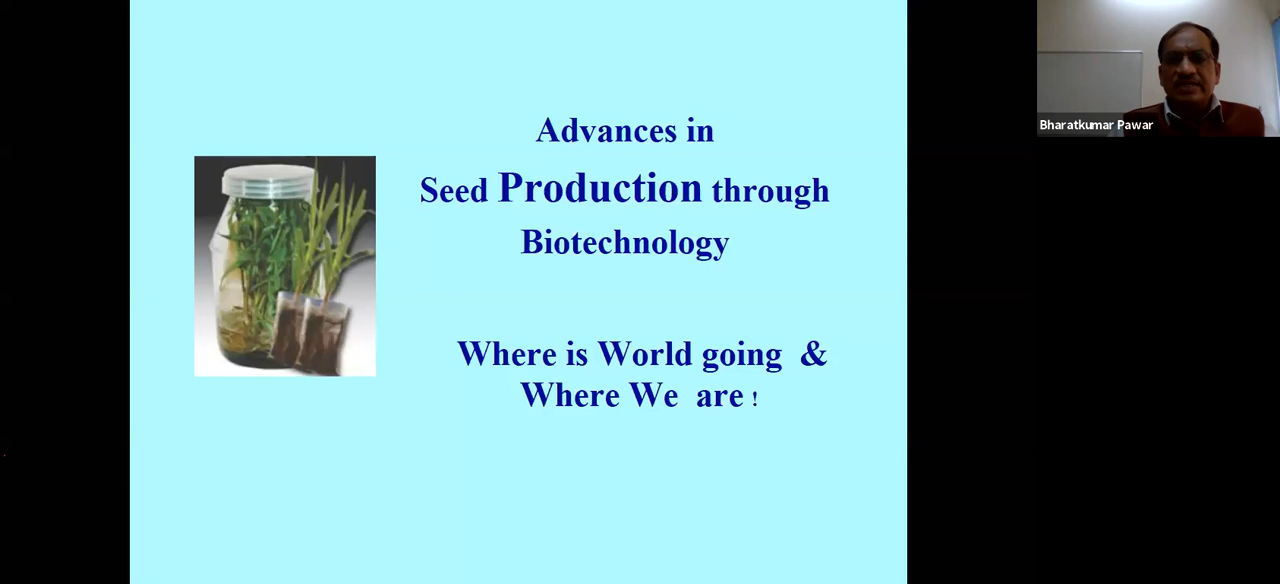 Advances in
Seed Production through
Biotechnology
Where is World going &
Where We are !
Bharatkumar Pawar